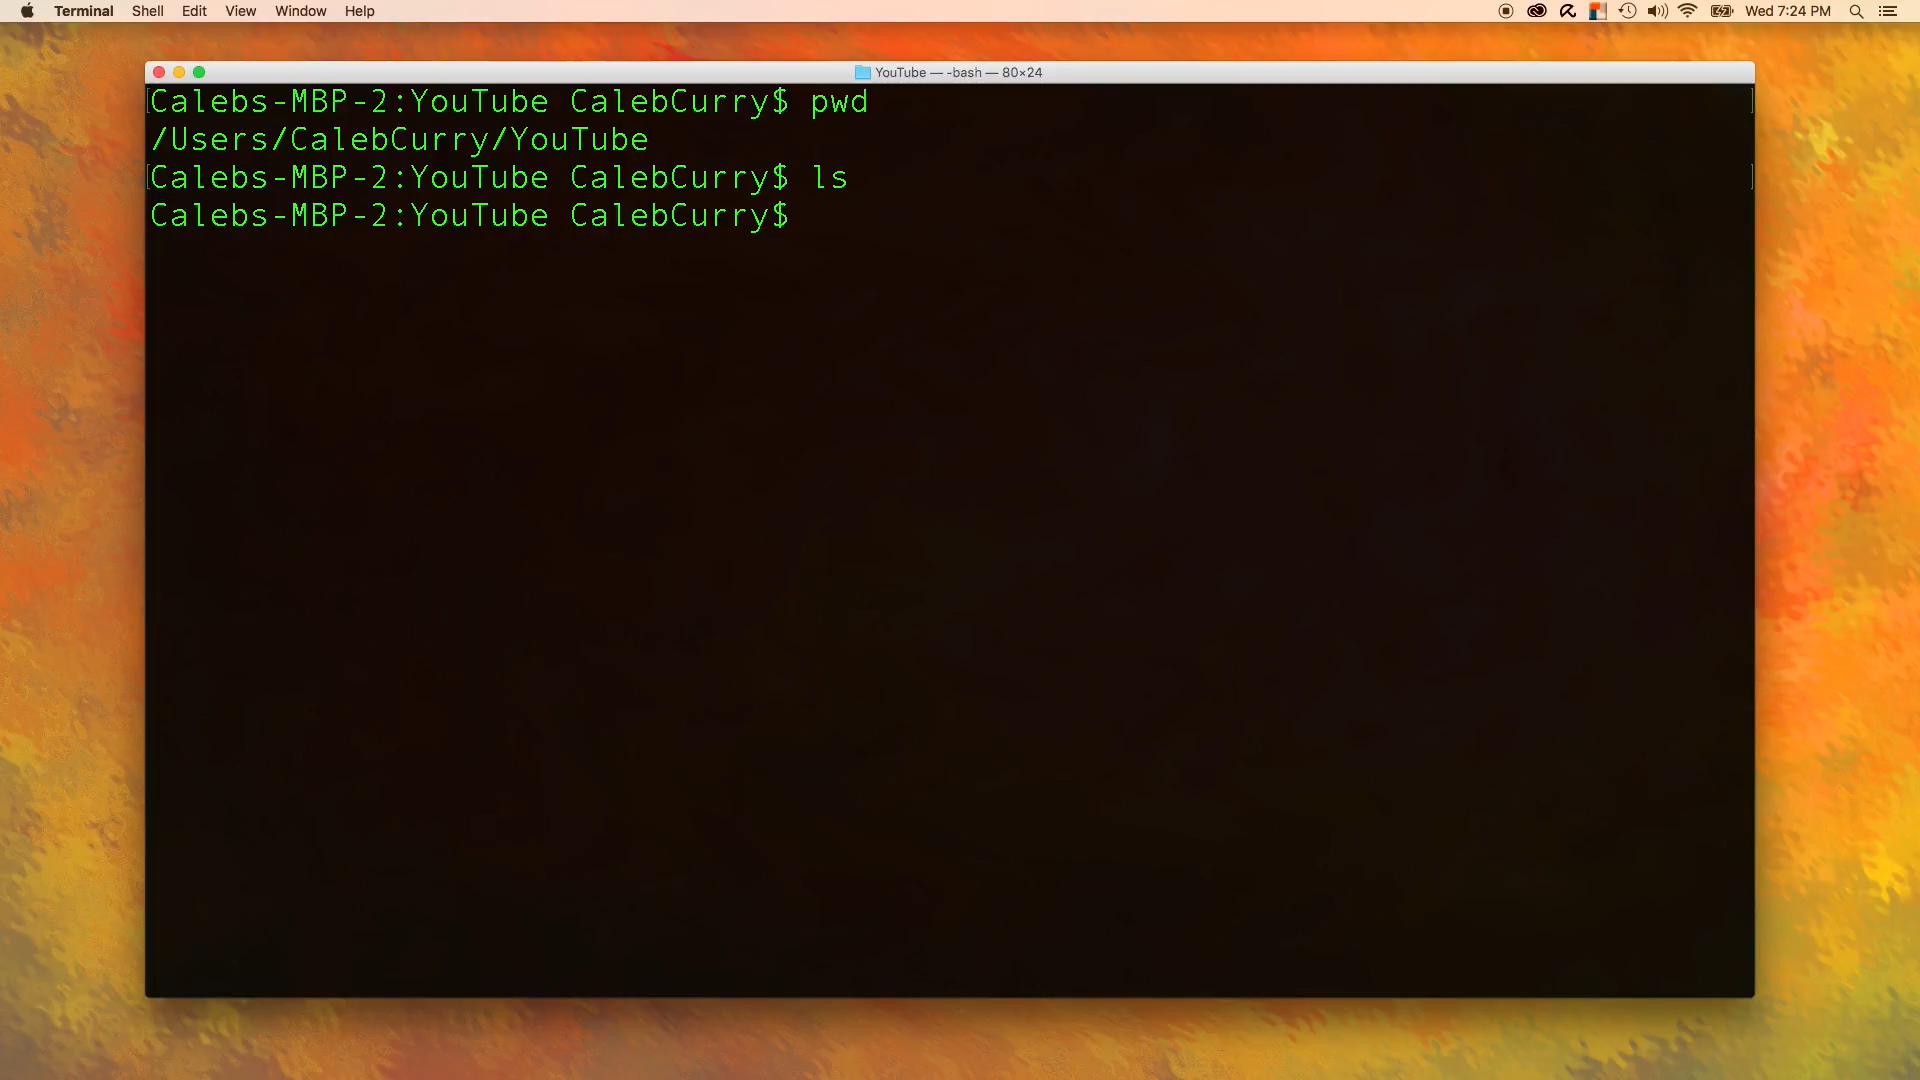 Terminal Shell Edit View Window Help Wed 7:24 PM
YouTube — -bash — 80×24
Calebs-MBP-2:YouTube CalebCurry$ pwd
/Users/CalebCurry/YouTube
Calebs-MBP-2:YouTube CalebCurry$ ls
Calebs-MBP-2:YouTube CalebCurry$